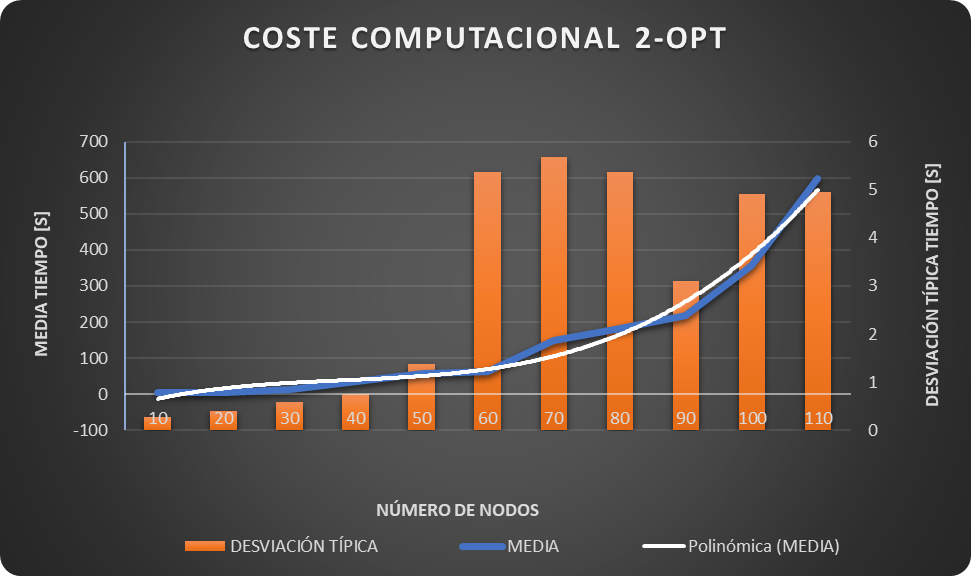 COSTE COMPUTACIONAL 2-OPT
700
600
500
400
300
200
100
0
-100
MEDIA TIEMPO [S]
6
5
4
3
2
1
0
DESVIACIÓN TÍPICA TIEMPO [S]
10 20 30 40 50 60 70 80 90 100 110
NÚMERO DE NODOS
DESVIACIÓN TÍPICA MEDIA Polinómica (MEDIA)